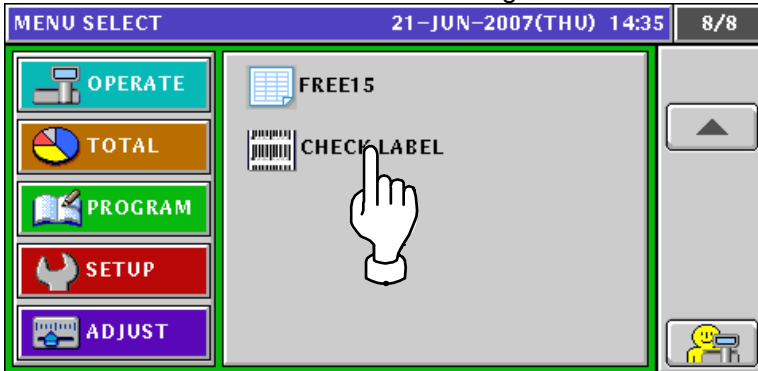 MENU SELECT 21-JUN-2007(THU) 14:35 8/8
OPERATE
TOTAL
PROGRAM
SETUP
ADJUST
FREE15
CHECK LABEL